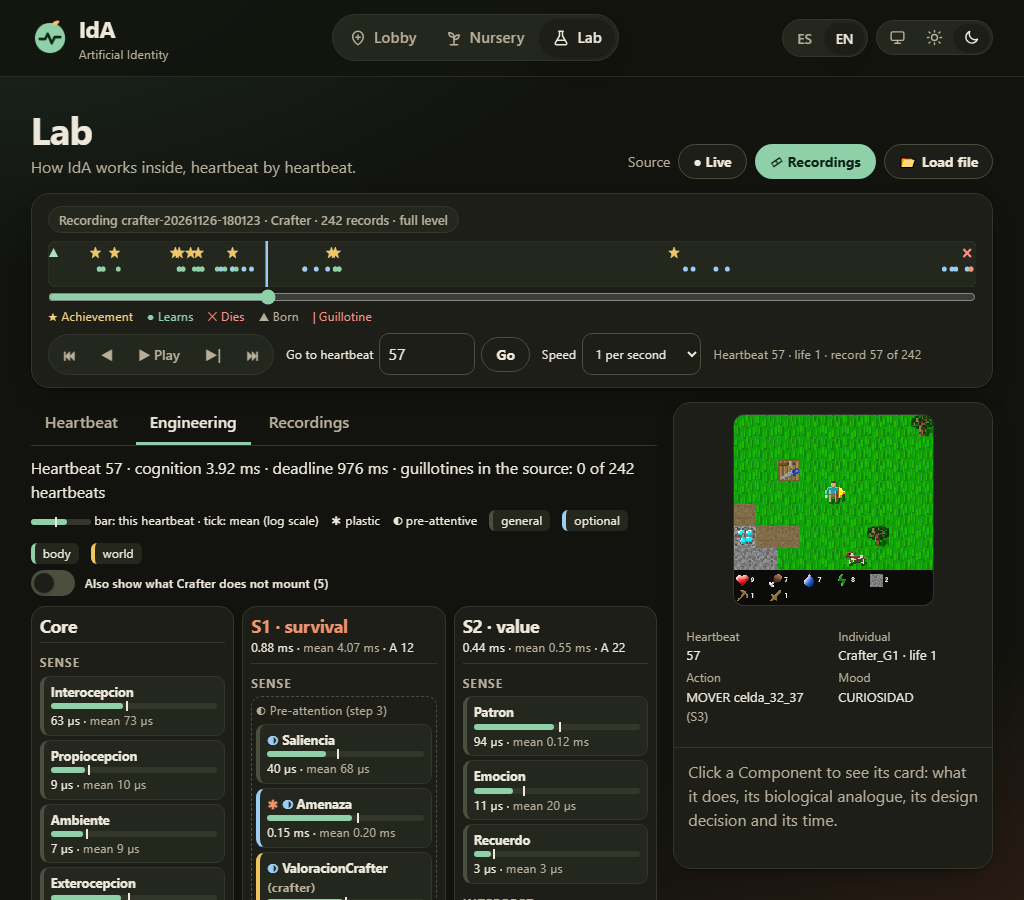 IdA
Artificial Identity
Lobby
Nursery
Lab
ES
EN
Lab
How IdA works inside, heartbeat by heartbeat.
Source
Live
Recordings
Load file
Recording crafter-20261126-180123 · Crafter · 242 records · full level
★ Achievement
● Learns
✕ Dies
▲ Born
| Guillotine
Play
Go to heartbeat
57
Go
Speed
1 per second
Heartbeat 57 · life 1 · record 57 of 242
Heartbeat
Engineering
Recordings
Heartbeat 57 · cognition 3.92 ms · deadline 976 ms · guillotines in the source: 0 of 242
heartbeats
bar: this heartbeat · tick: mean (log scale)
✱ plastic
◐ pre-attentive
general
optional
body
world
Also show what Crafter does not mount (5)
Core
SENSE
Interocepcion
63 µs · mean 73 µs
Propiocepcion
9 µs · mean 10 µs
Ambiente
7 µs · mean 9 µs
Exterocepcion
S1 · survival
0.88 ms · mean 4.07 ms · A 12
SENSE
◐ Pre-attention (step 3)
◐ Saliencia
40 µs · mean 68 µs
✱ ◐ Amenaza
0.15 ms · mean 0.20 ms
◐ ValoracionCrafter
(crafter)
S2 · value
0.44 ms · mean 0.55 ms · A 22
SENSE
Patron
94 µs · mean 0.12 ms
Emocion
11 µs · mean 20 µs
Recuerdo
3 µs · mean 3 µs
9
7
7
8
2
1
1
Heartbeat
57
Individual
Crafter_G1 · life 1
Action
MOVER celda_32_37
(S3)
Mood
CURIOSIDAD
Click a Component to see its card: what
it does, its biological analogue, its design
decision and its time.